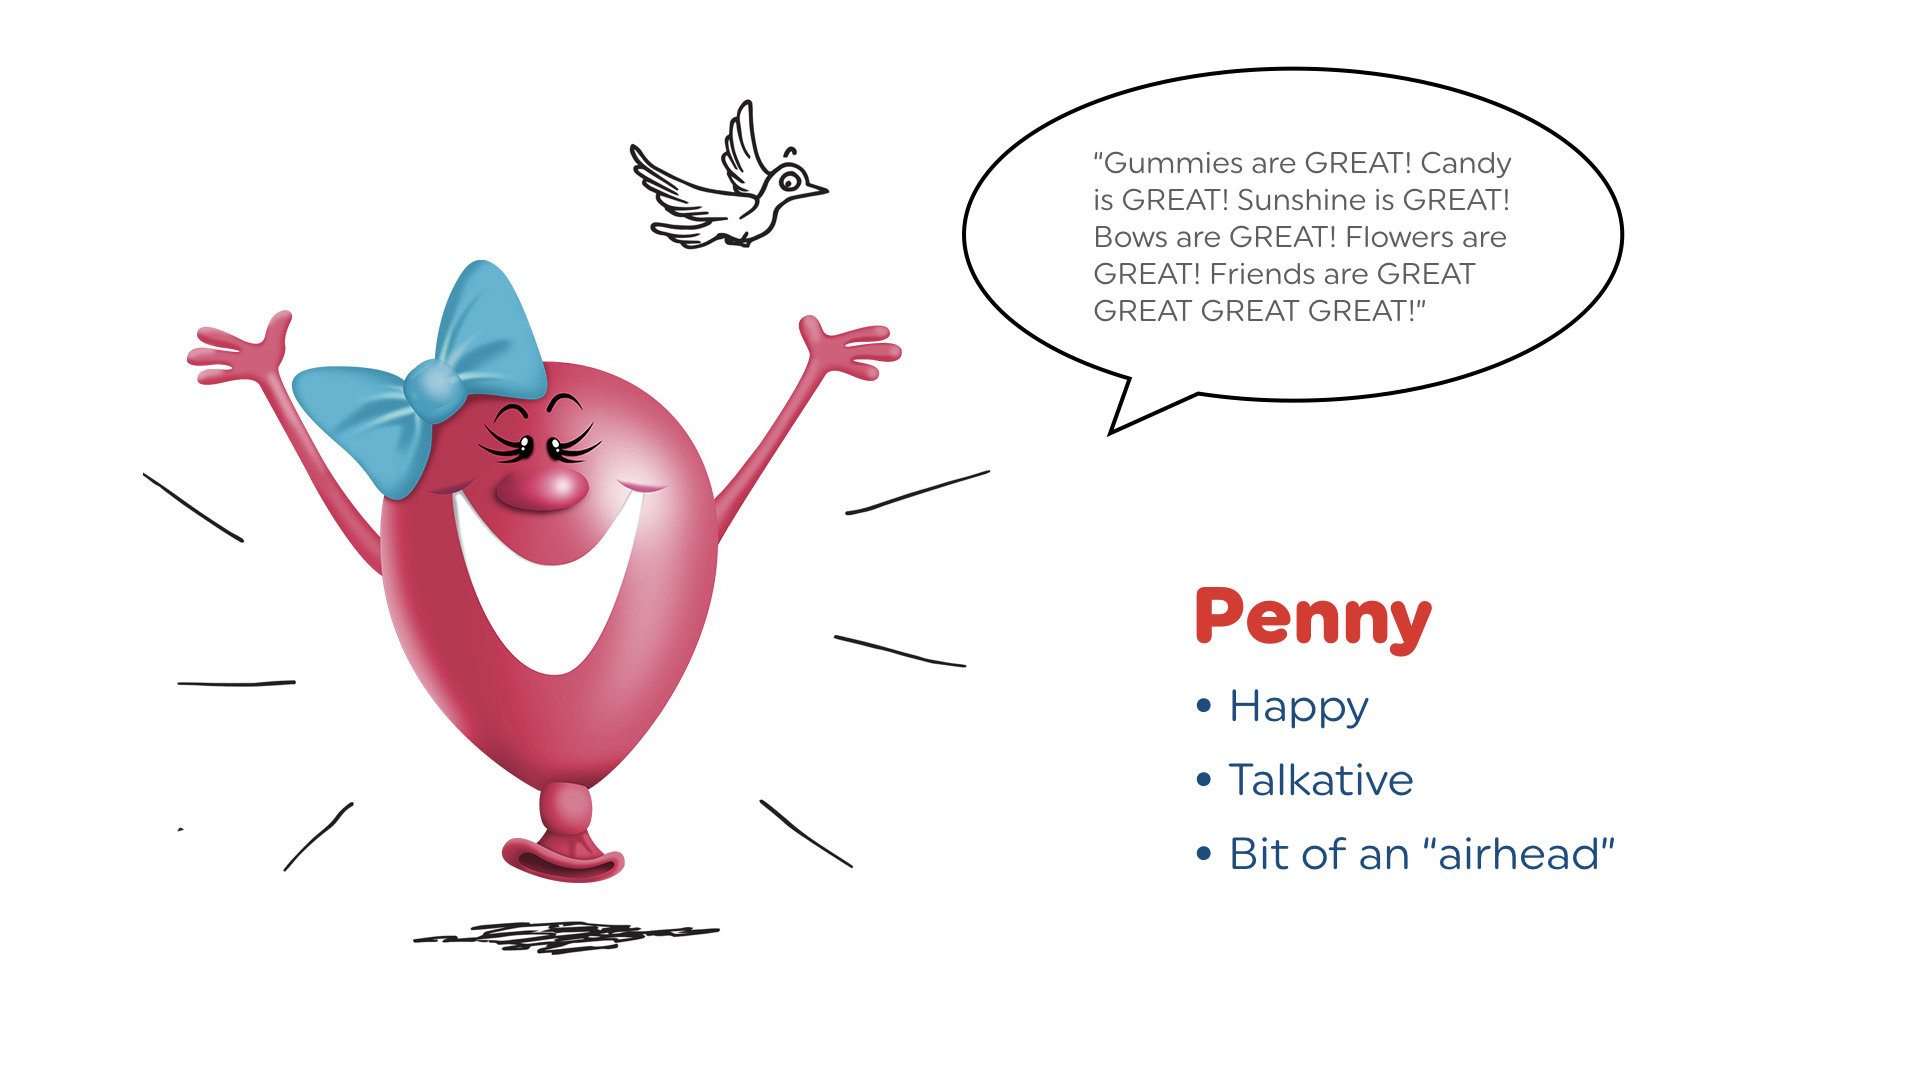 “Gummies are GREAT! Candy
is GREAT! Sunshine is GREAT!
Bows are GREAT! Flowers are
GREAT! Friends are GREAT
GREAT GREAT GREAT!”
Penny
• Happy
• Talkative
• Bit of an “airhead”